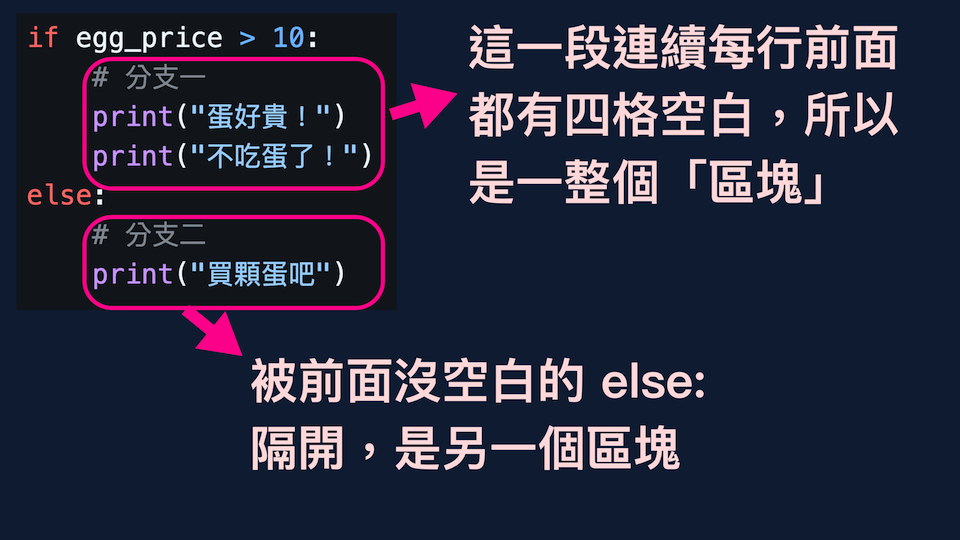 if egg_price > 10:
    # 分支一
    print("蛋好貴！")
    print("不吃蛋了！")
else:
    # 分支二
    print("買顆蛋吧")
這一段連續每行前面
都有四格空白，所以
是一整個「區塊」
被前面沒空白的 else:
隔開，是另一個區塊